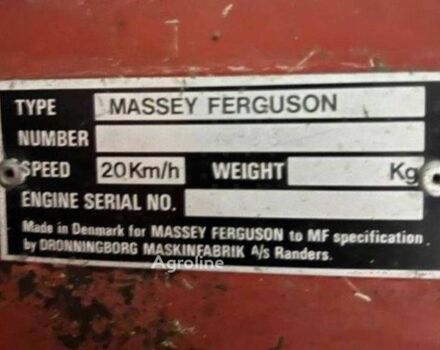 TYPE MASSEY FERGUSON
NUMBER
SPEED 20Km/h WEIGHT Kg
ENGINE SERIAL NO.
Made in Denmark for MASSEY FERGUSON to MF specification
by DRONNINGBORG MASKINFABRIK A/s Randers.
Agroline